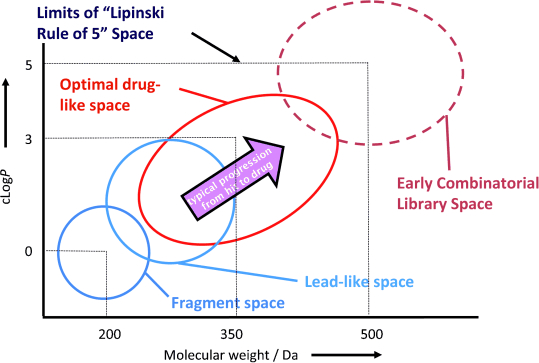 Limits of “Lipinski
Rule of 5” Space
Optimal drug-
like space
5
3
0
cLogP
typical progression
from hit to drug
Early Combinatorial
Library Space
Lead-like space
Fragment space
200
350
500
Molecular weight / Da